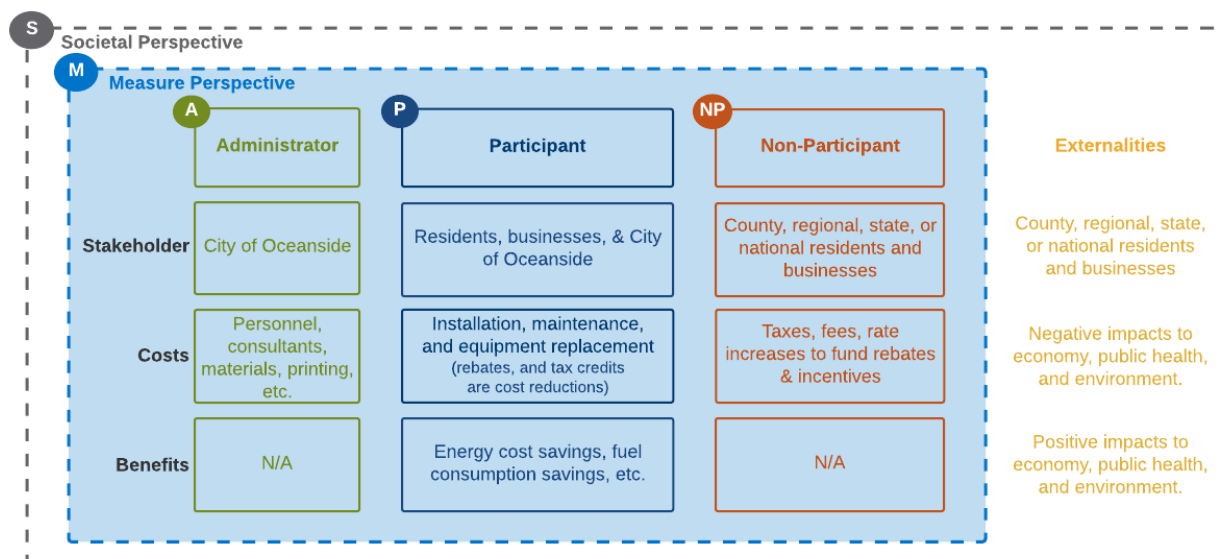 S
Societal Perspective
M
Measure Perspective
A
Administrator
P
Participant
NP
Non-Participant
Externalities
Stakeholder
City of Oceanside
Residents, businesses, & City
of Oceanside
County, regional, state, or
national residents and
businesses
County, regional, state,
or national residents
and businesses
Costs
Personnel,
consultants,
materials, printing,
etc.
Installation, maintenance,
and equipment replacement
(rebates, and tax credits
are cost reductions)
Taxes, fees, rate
increases to fund rebates
& incentives
Negative impacts to
economy, public health,
and environment.
Benefits
N/A
Energy cost savings, fuel
consumption savings, etc.
N/A
Positive impacts to
economy, public health,
and environment.